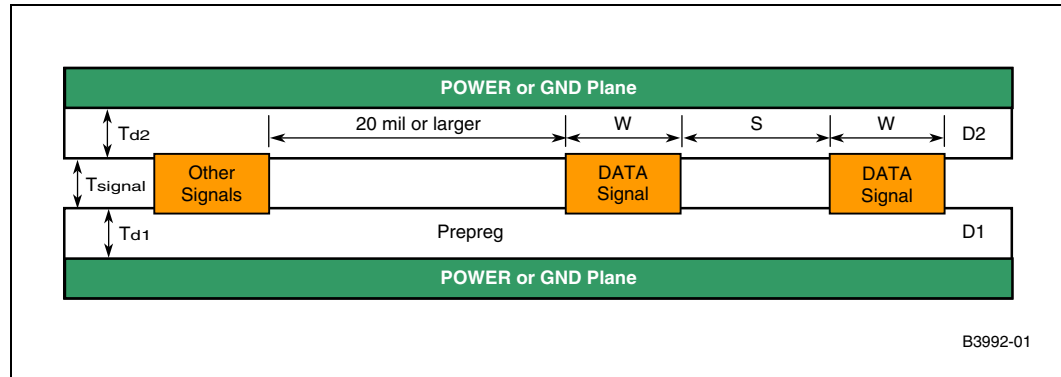 POWER or GND Plane
Td2
20 mil or larger
W
S
W
D2
Tsignal
Other
Signals
DATA
Signal
DATA
Signal
Td1
Prepreg
D1
POWER or GND Plane
B3992-01